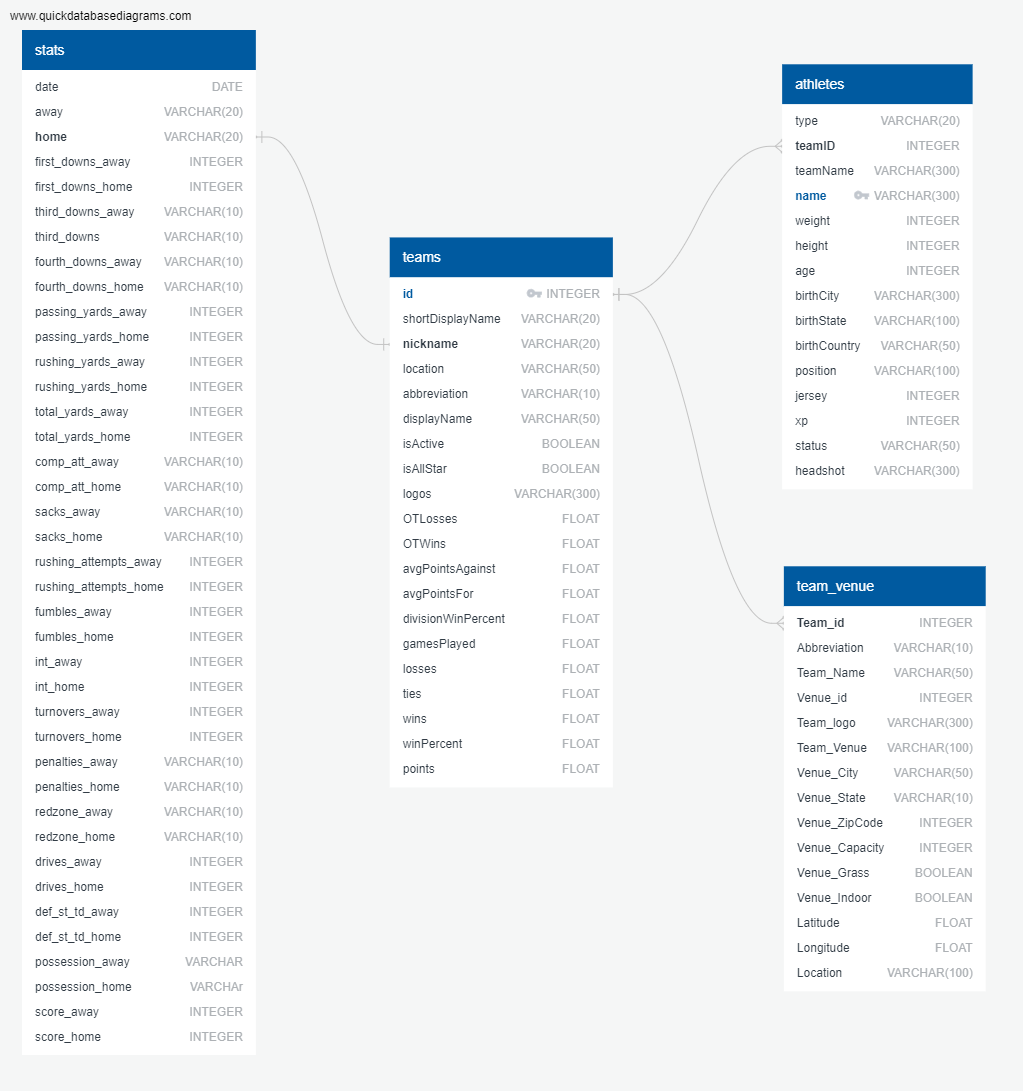 www.quickdatabasediagrams.com
stats
date DATE
away VARCHAR(20)
home VARCHAR(20)
first_downs_away INTEGER
first_downs_home INTEGER
third_downs_away VARCHAR(10)
third_downs VARCHAR(10)
fourth_downs_away VARCHAR(10)
fourth_downs_home VARCHAR(10)
passing_yards_away INTEGER
passing_yards_home INTEGER
rushing_yards_away INTEGER
rushing_yards_home INTEGER
total_yards_away INTEGER
total_yards_home INTEGER
comp_att_away VARCHAR(10)
comp_att_home VARCHAR(10)
sacks_away VARCHAR(10)
sacks_home VARCHAR(10)
rushing_attempts_away INTEGER
rushing_attempts_home INTEGER
fumbles_away INTEGER
fumbles_home INTEGER
int_away INTEGER
int_home INTEGER
turnovers_away INTEGER
turnovers_home INTEGER
penalties_away VARCHAR(10)
penalties_home VARCHAR(10)
redzone_away VARCHAR(10)
redzone_home VARCHAR(10)
drives_away INTEGER
drives_home INTEGER
def_st_td_away INTEGER
def_st_td_home INTEGER
possession_away VARCHAR
possession_home VARCHAr
score_away INTEGER
score_home INTEGER
teams
id INTEGER
shortDisplayName VARCHAR(20)
nickname VARCHAR(20)
location VARCHAR(50)
abbreviation VARCHAR(10)
displayName VARCHAR(50)
isActive BOOLEAN
isAllStar BOOLEAN
logos VARCHAR(300)
OTLosses FLOAT
OTWins FLOAT
avgPointsAgainst FLOAT
avgPointsFor FLOAT
divisionWinPercent FLOAT
gamesPlayed FLOAT
losses FLOAT
ties FLOAT
wins FLOAT
winPercent FLOAT
points FLOAT
athletes
type VARCHAR(20)
teamID INTEGER
teamName VARCHAR(300)
name VARCHAR(300)
weight INTEGER
height INTEGER
age INTEGER
birthCity VARCHAR(300)
birthState VARCHAR(100)
birthCountry VARCHAR(50)
position VARCHAR(100)
jersey INTEGER
xp INTEGER
status VARCHAR(50)
headshot VARCHAR(300)
team_venue
Team_id INTEGER
Abbreviation VARCHAR(10)
Team_Name VARCHAR(50)
Venue_id INTEGER
Team_logo VARCHAR(300)
Team_Venue VARCHAR(100)
Venue_City VARCHAR(50)
Venue_State VARCHAR(10)
Venue_ZipCode INTEGER
Venue_Capacity INTEGER
Venue_Grass BOOLEAN
Venue_Indoor BOOLEAN
Latitude FLOAT
Longitude FLOAT
Location VARCHAR(100)